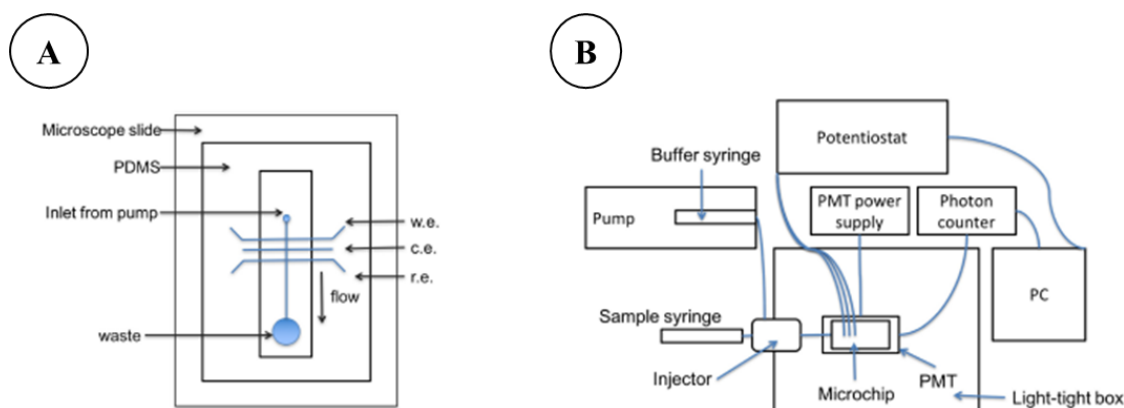 A
Microscope slide
PDMS
Inlet from pump
w.e.
c.e.
r.e.
flow
waste
B
Potentiostat
Buffer syringe
Pump
PMT power
supply
Photon
counter
PC
Sample syringe
Injector
Microchip
PMT
Light-tight box